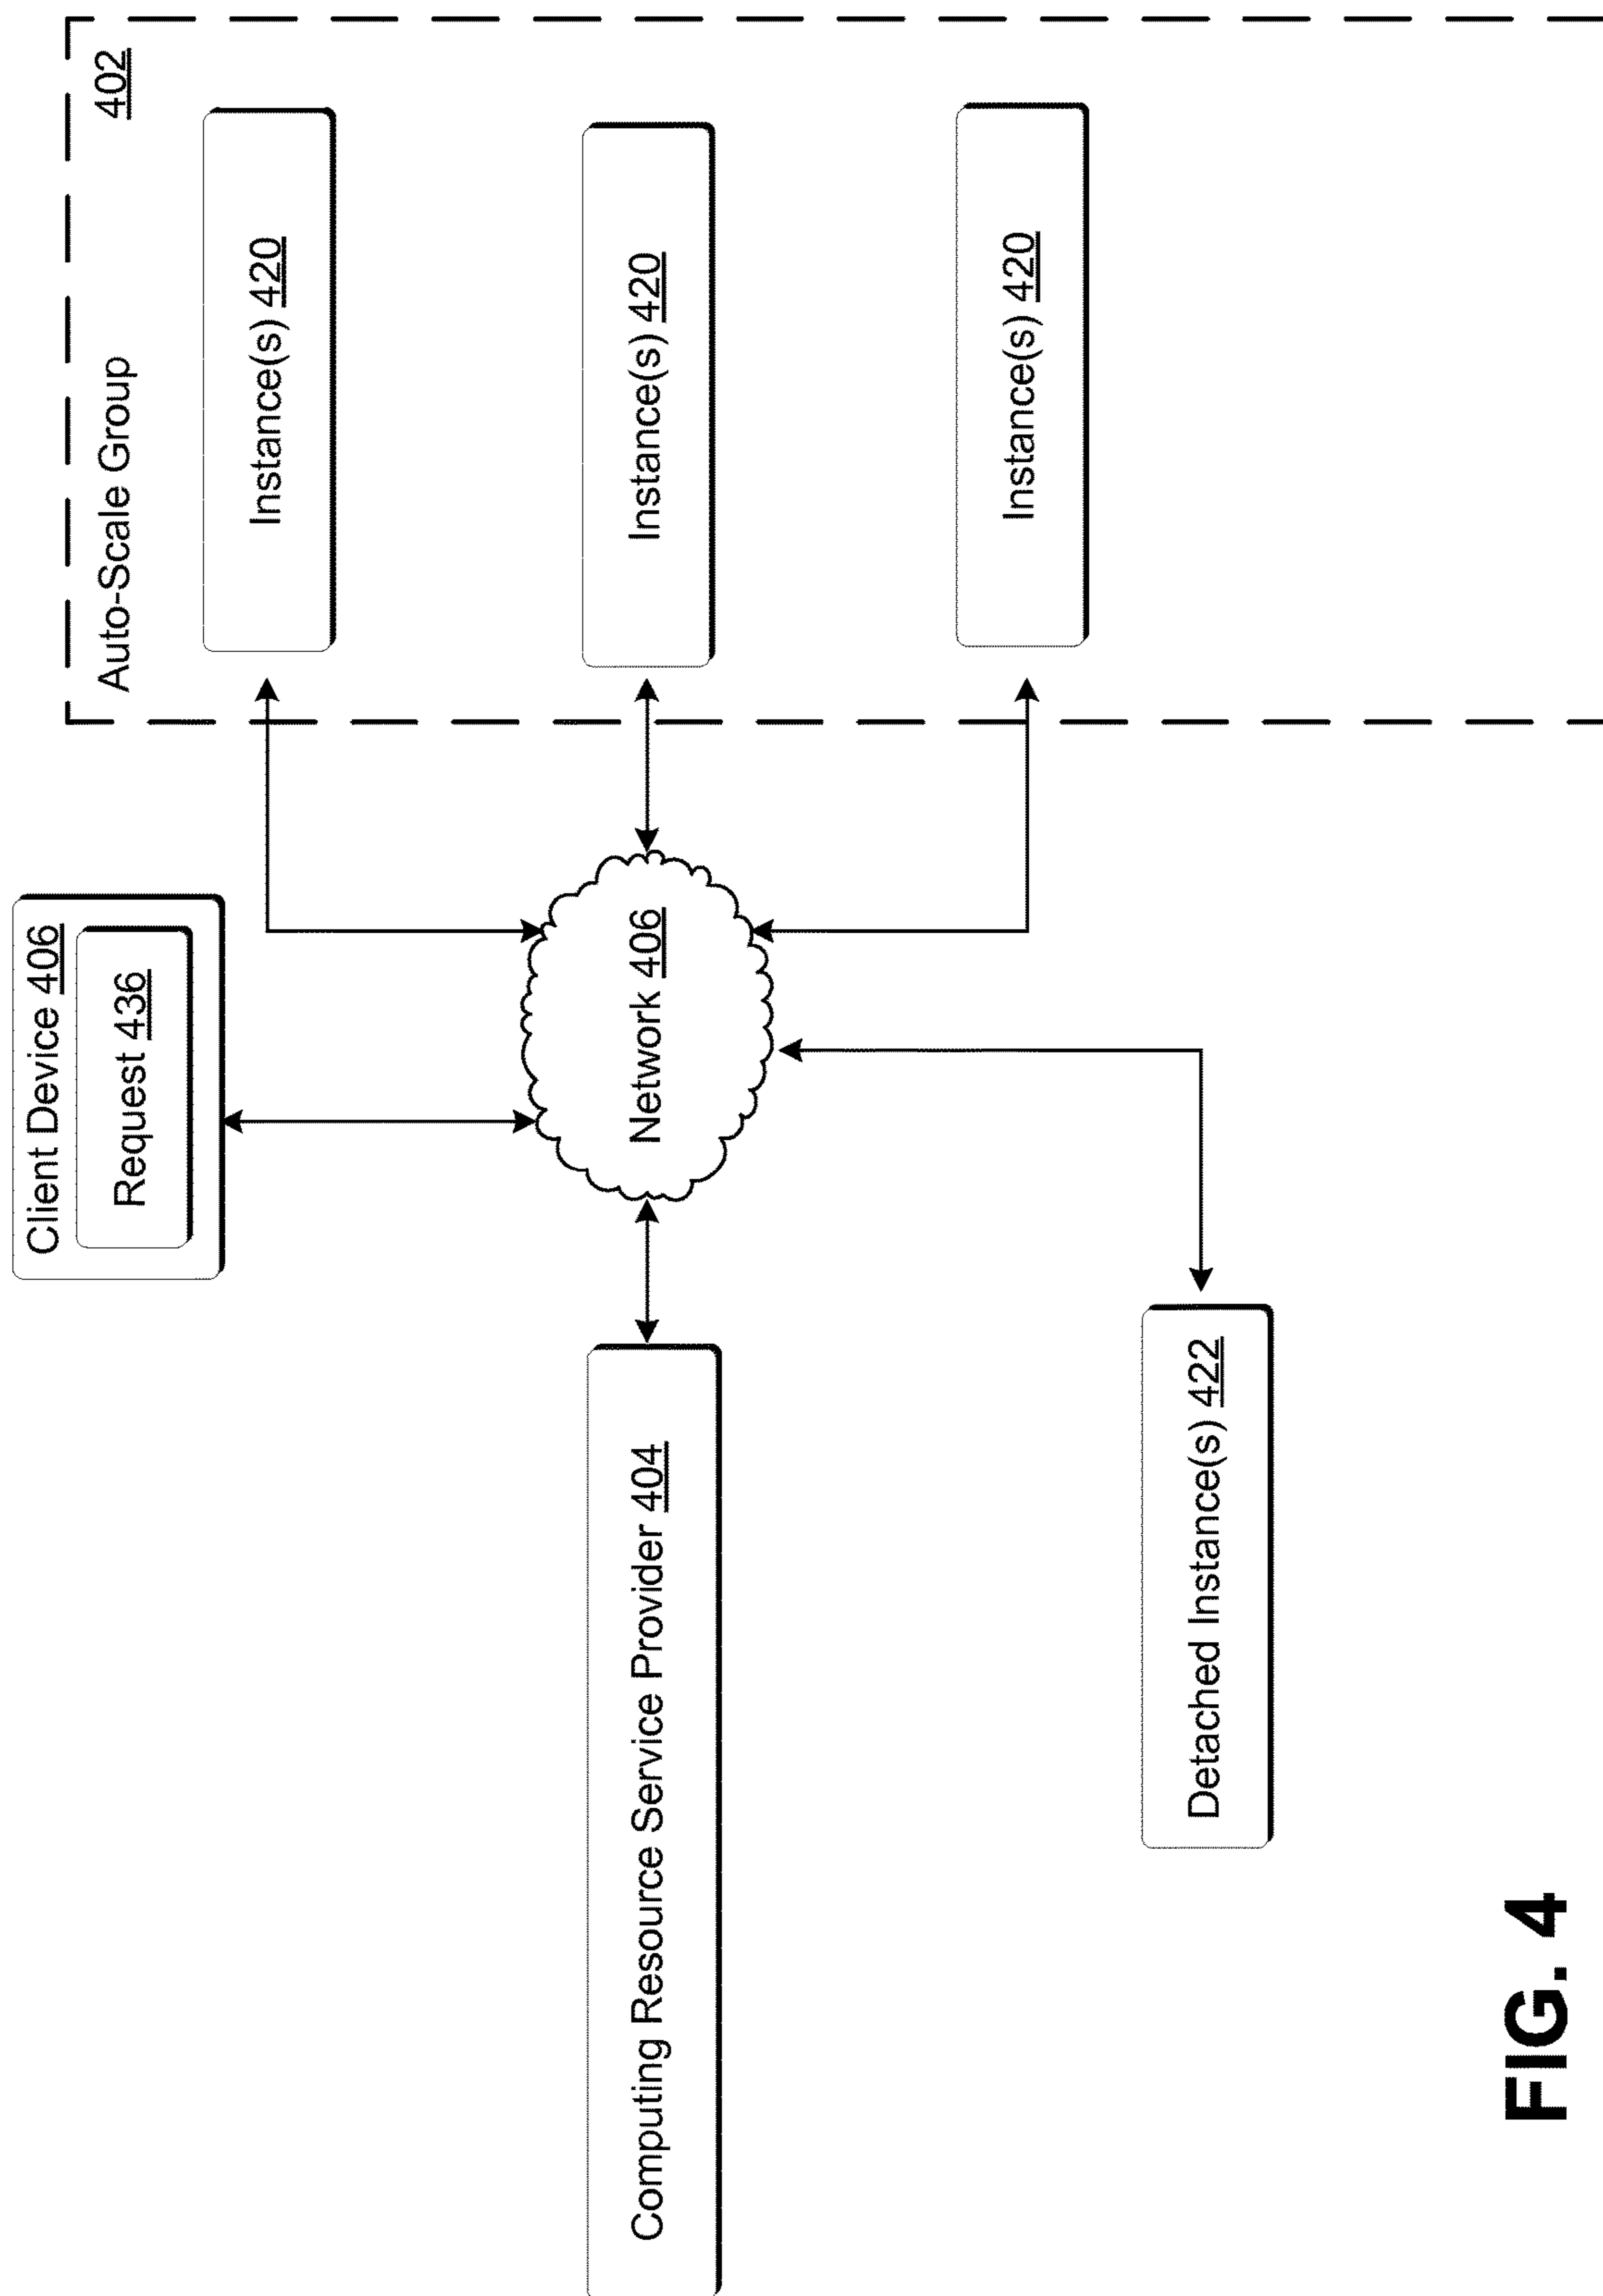 Client Device 406
Request 436
Auto-Scale Group 402
Instance(s) 420
Computing Resource Service Provider 404
Network 406
Instance(s) 420
Instance(s) 420
Detached Instance(s) 422
FIG. 4